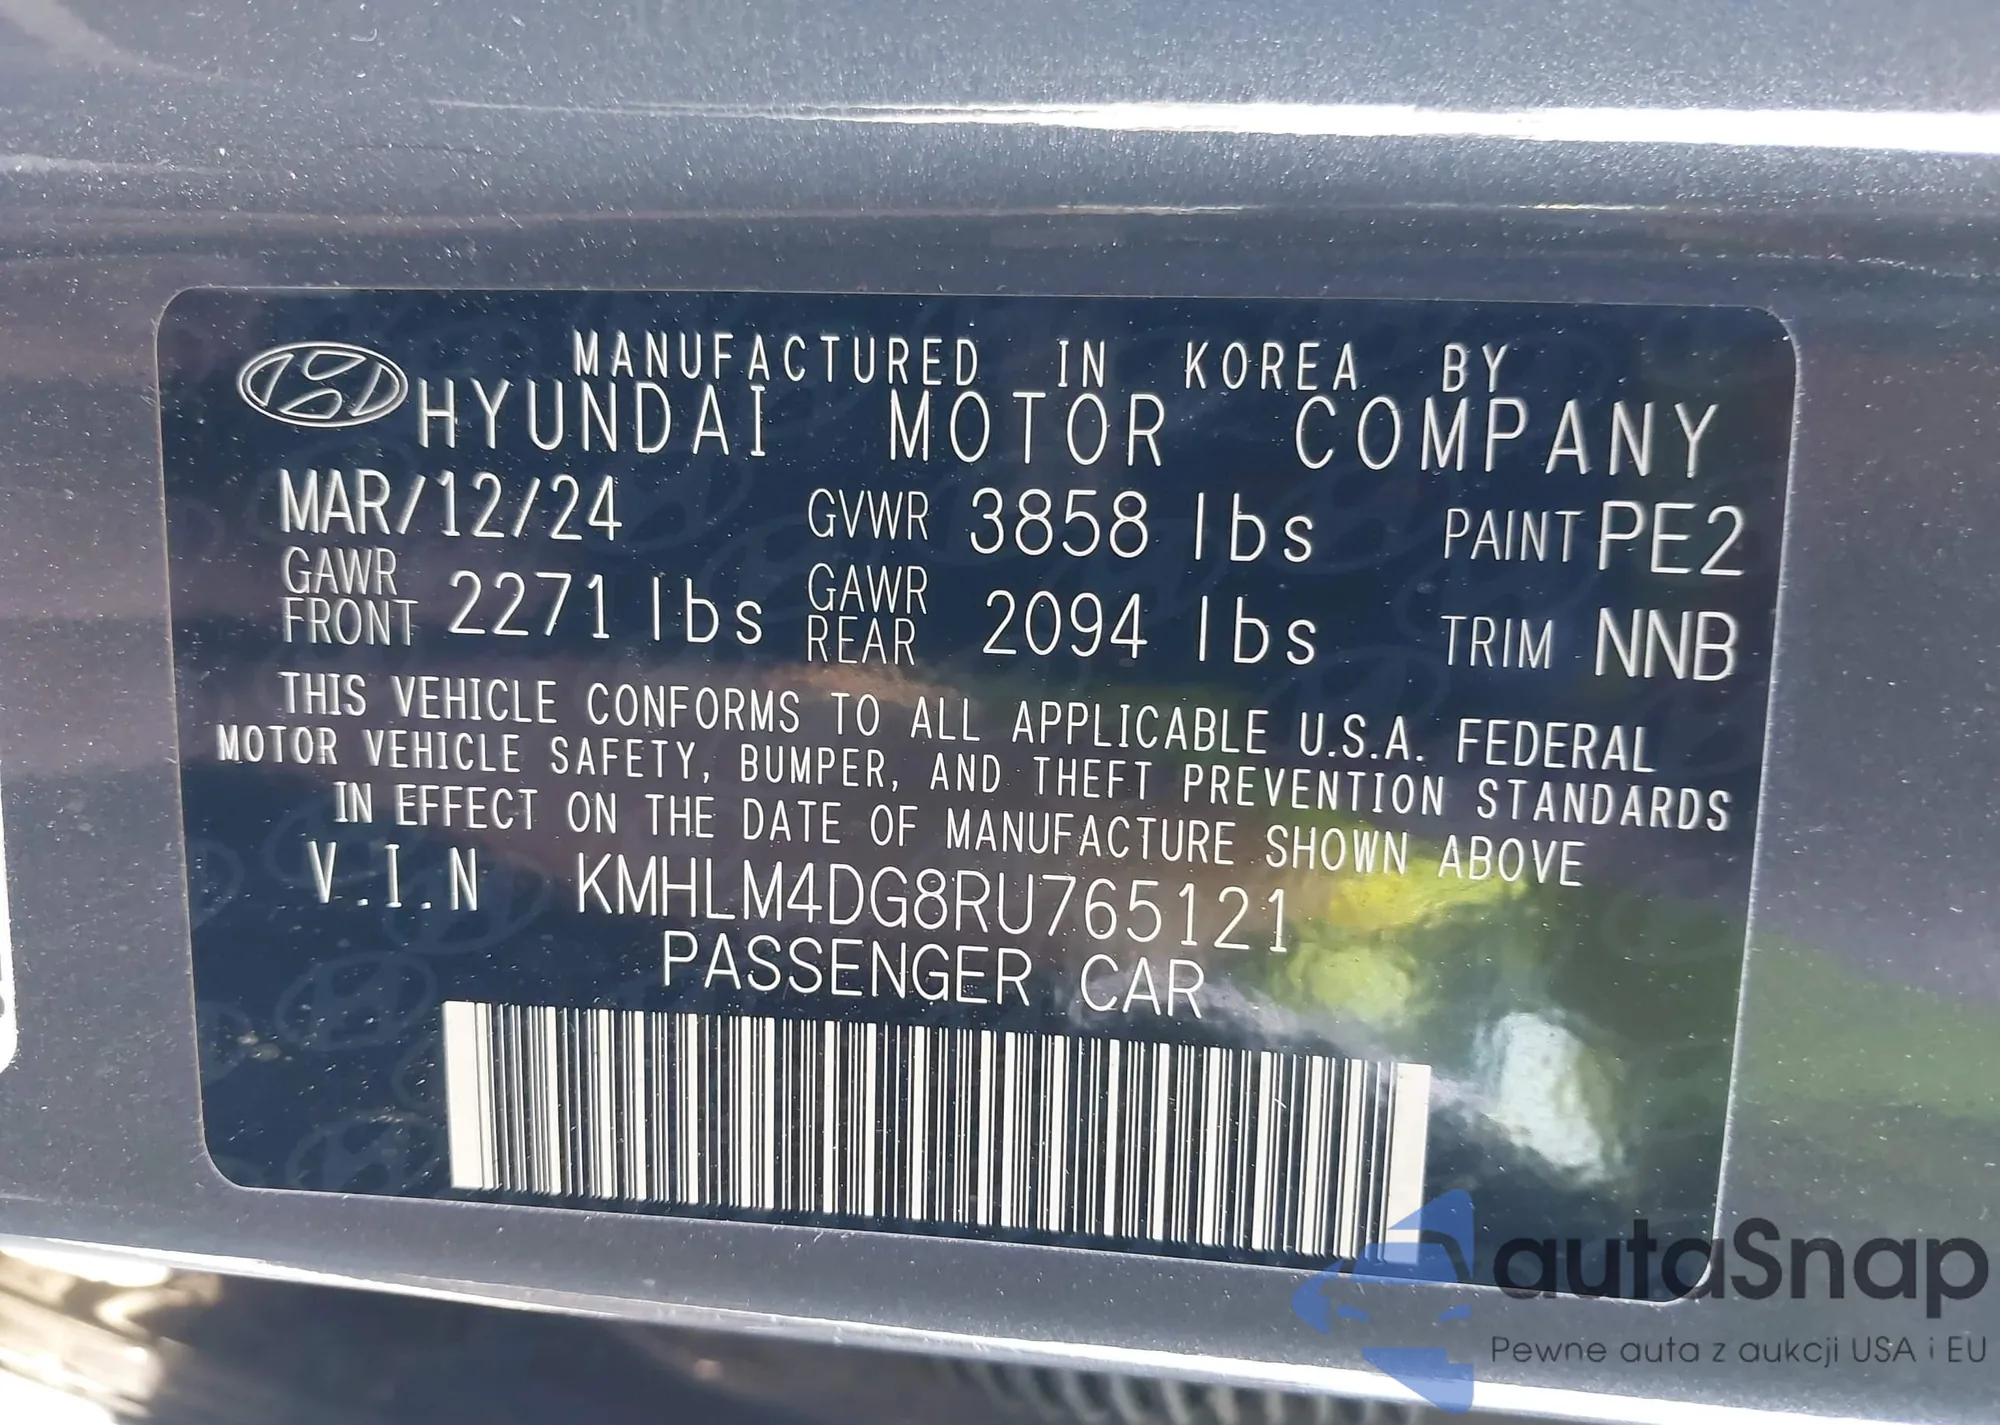 MANUFACTURED IN KOREA BY
HYUNDAI MOTOR COMPANY
MAR/12/24 GVWR 3858 lbs PAINT PE2
GAWR FRONT 2271 lbs GAWR REAR 2094 lbs TRIM NNB
THIS VEHICLE CONFORMS TO ALL APPLICABLE U.S.A. FEDERAL
MOTOR VEHICLE SAFETY, BUMPER, AND THEFT PREVENTION STANDARDS
IN EFFECT ON THE DATE OF MANUFACTURE SHOWN ABOVE
V.I.N KMHLM4DG8RU765121
PASSENGER CAR
autaSnap
Pewne auta z aukcji USA i EU